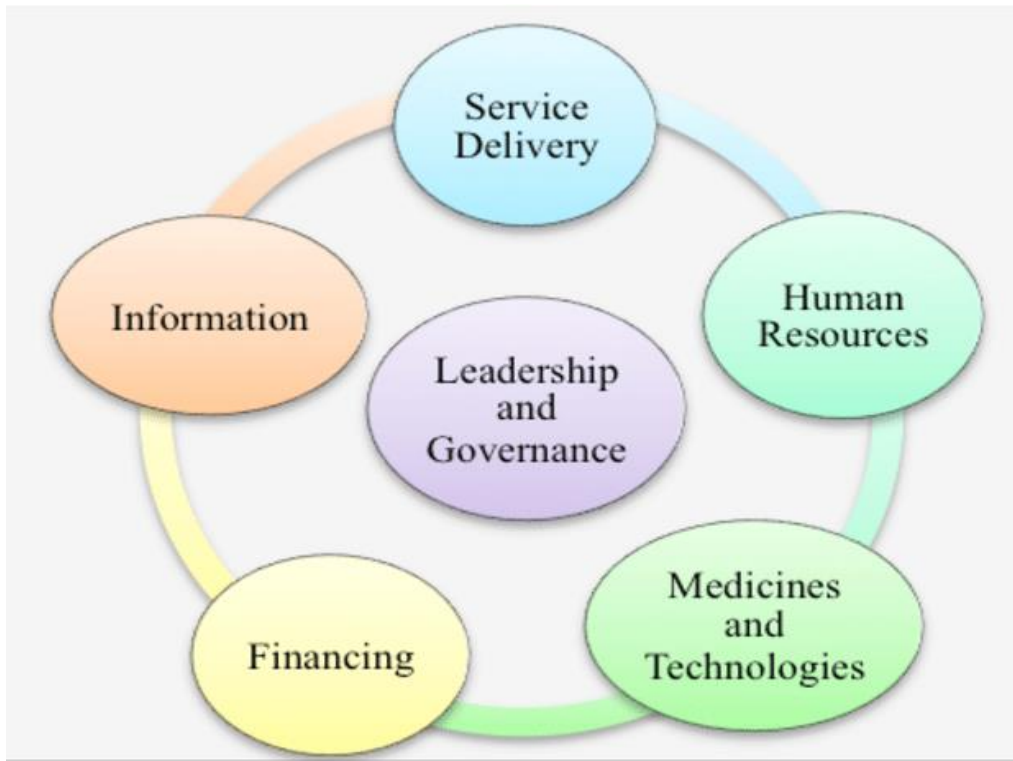 Service
Delivery
Human
Resources
Information
Leadership
and
Governance
Medicines
and
Technologies
Financing